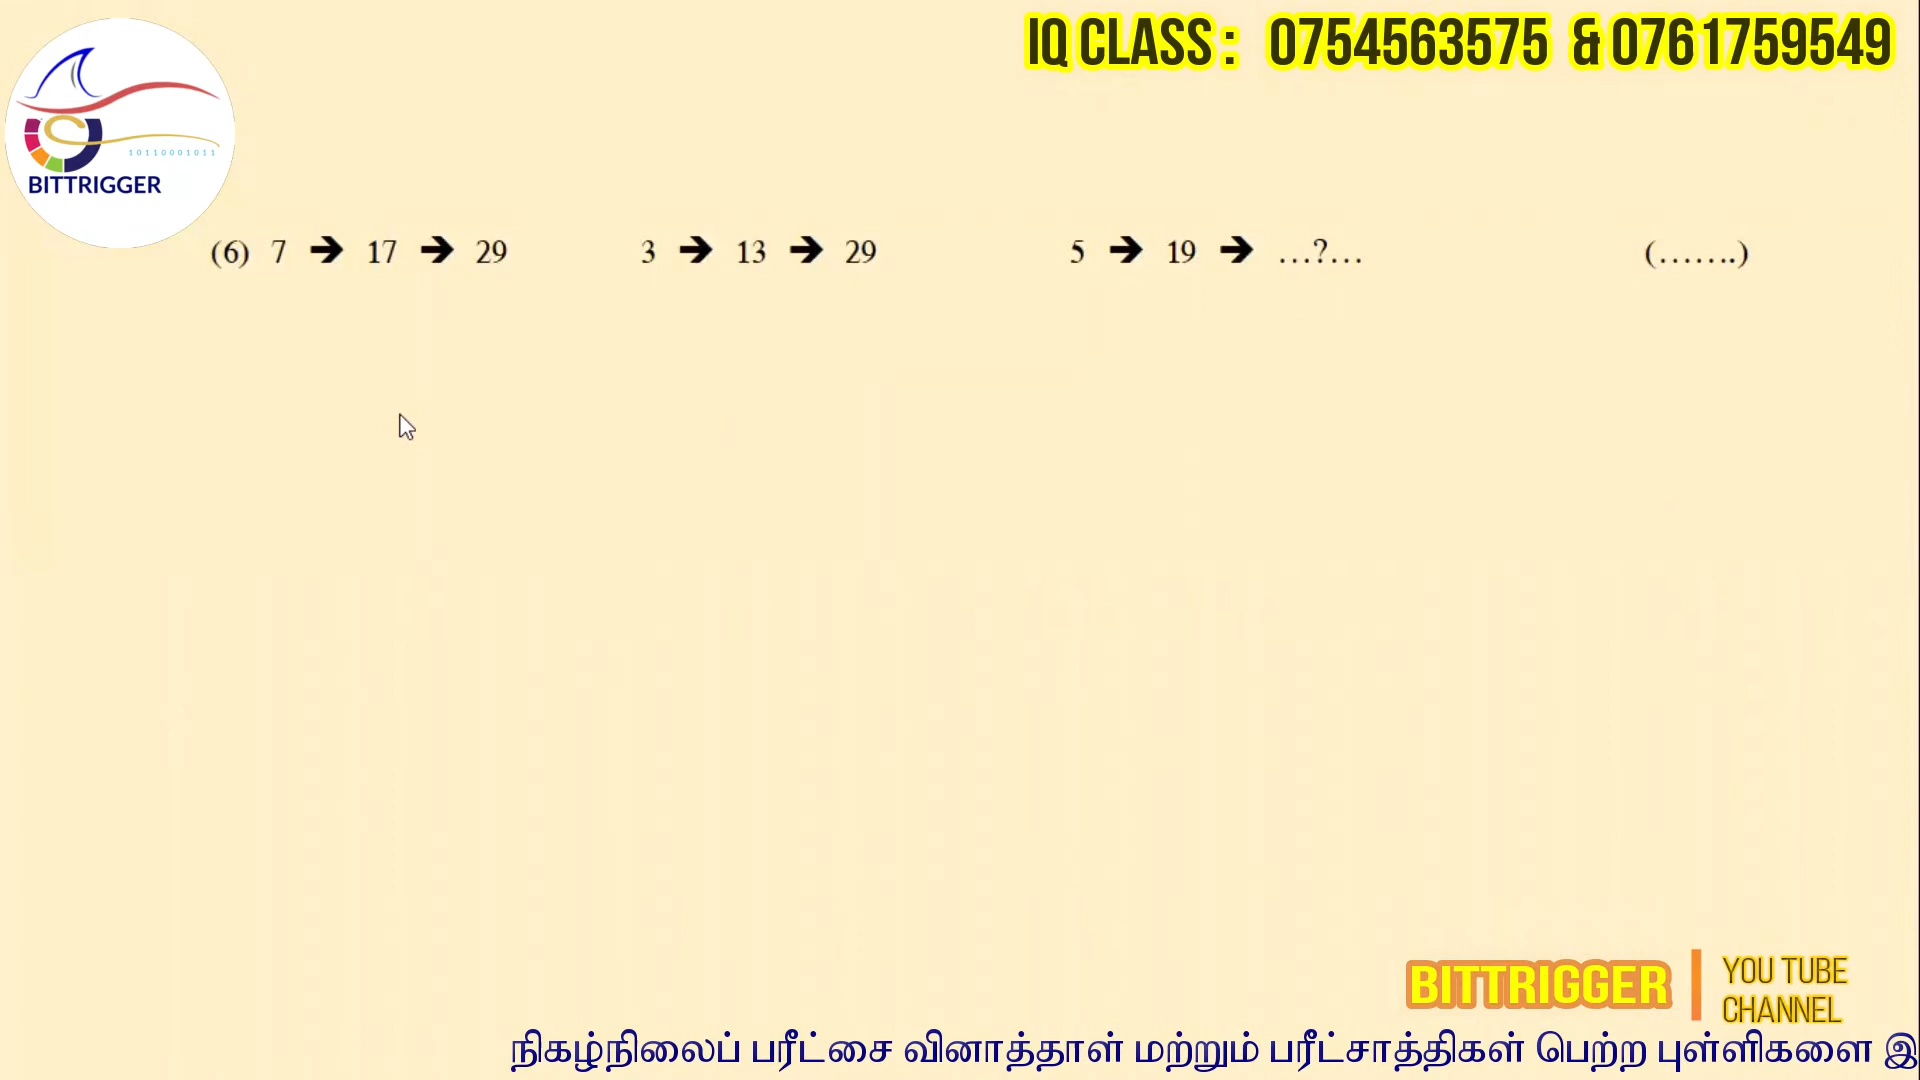 IQ CLASS : 0754563575 & 0761759549
10110001011
BITTRIGGER
(6) 7 ➔ 17 ➔ 29 3 ➔ 13 ➔ 29 5 ➔ 19 ➔ ...?... (.......)
BITTRIGGER | YOU TUBE
CHANNEL
நிகழ்நிலைப் பரீட்சை வினாத்தாள் மற்றும் பரீட்சாத்திகள் பெற்ற புள்ளிகளை இ